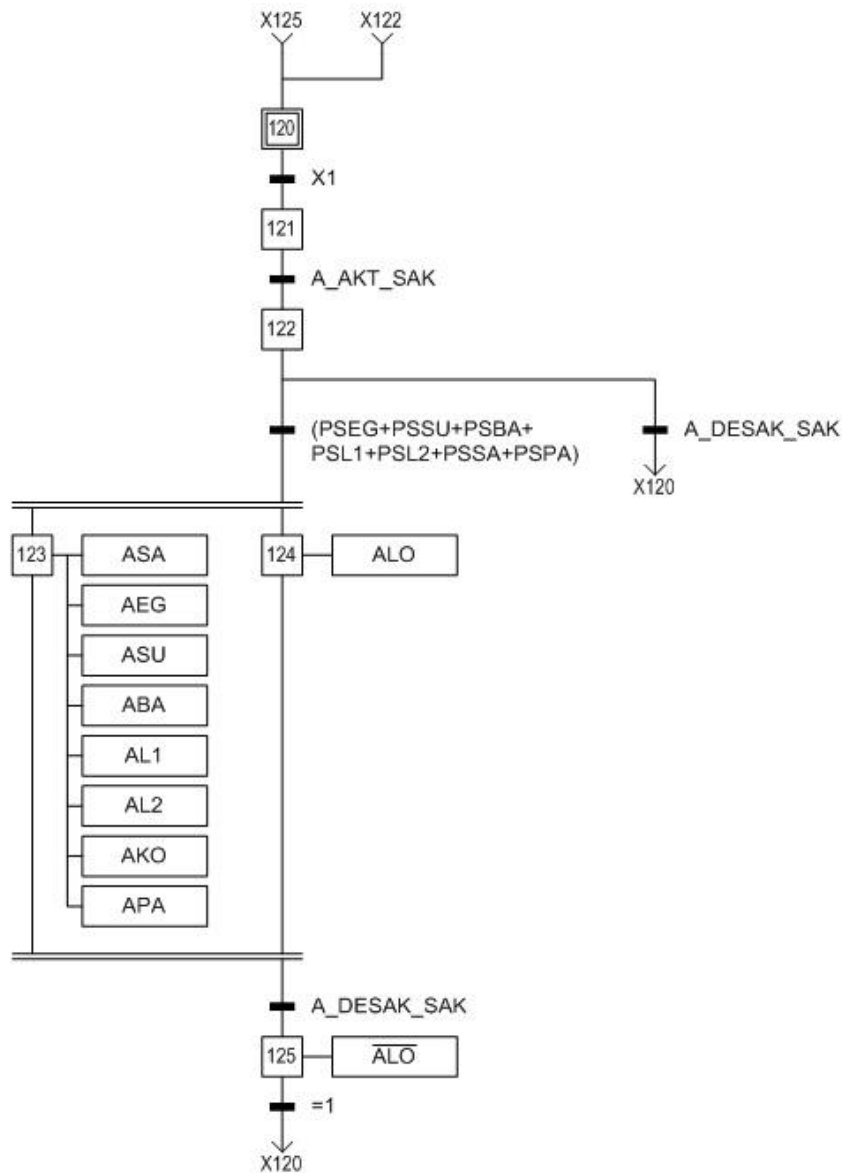 X125
X122
120
X1
121
A_AKT_SAK
122
(PSEG+PSSU+PSBA+
PSL1+PSL2+PSSA+PSPA)
A_DESAK_SAK
X120
123
ASA
124
ALO
AEG
ASU
ABA
AL1
AL2
AKO
APA
A_DESAK_SAK
125
A̅L̅O̅
=1
X120